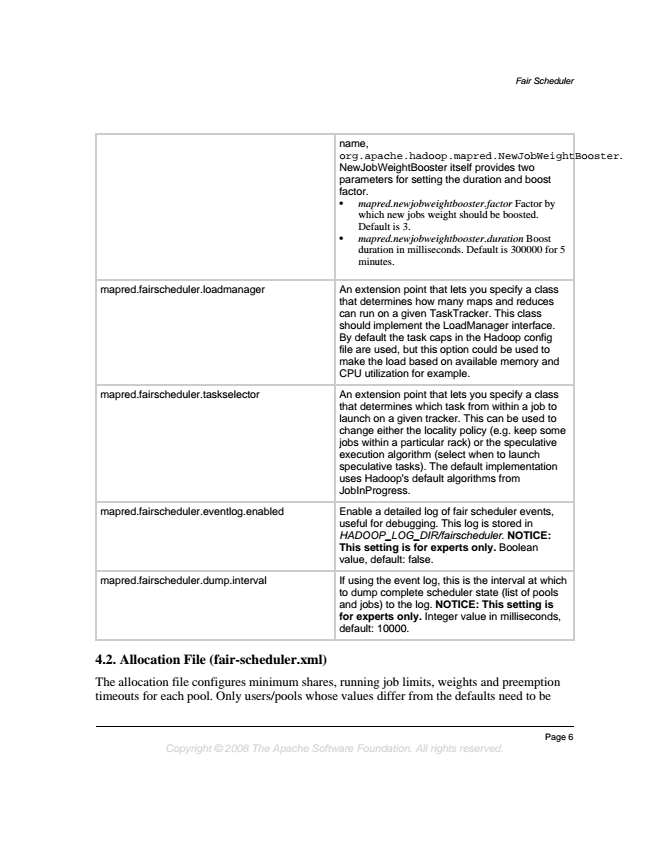 Fair Scheduler
name,
org.apache.hadoop.mapred.NewJobWeightBooster.
NewJobWeightBooster itself provides two
parameters for setting the duration and boost
factor.
• mapred.newjobweightbooster.factor Factor by
which new jobs weight should be boosted.
Default is 3.
• mapred.newjobweightbooster.duration Boost
duration in milliseconds. Default is 300000 for 5
minutes.
mapred.fairscheduler.loadmanager
An extension point that lets you specify a class
that determines how many maps and reduces
can run on a given TaskTracker. This class
should implement the LoadManager interface.
By default the task caps in the Hadoop config
file are used, but this option could be used to
make the load based on available memory and
CPU utilization for example.
mapred.fairscheduler.taskselector
An extension point that lets you specify a class
that determines which task from within a job to
launch on a given tracker. This can be used to
change either the locality policy (e.g. keep some
jobs within a particular rack) or the speculative
execution algorithm (select when to launch
speculative tasks). The default implementation
uses Hadoop's default algorithms from
JobInProgress.
mapred.fairscheduler.eventlog.enabled
Enable a detailed log of fair scheduler events,
useful for debugging. This log is stored in
HADOOP_LOG_DIR/fairscheduler. NOTICE:
This setting is for experts only. Boolean
value, default: false.
mapred.fairscheduler.dump.interval
If using the event log, this is the interval at which
to dump complete scheduler state (list of pools
and jobs) to the log. NOTICE: This setting is
for experts only. Integer value in milliseconds,
default: 10000.
4.2. Allocation File (fair-scheduler.xml)
The allocation file configures minimum shares, running job limits, weights and preemption
timeouts for each pool. Only users/pools whose values differ from the defaults need to be
Page 6
Copyright © 2008 The Apache Software Foundation. All rights reserved.